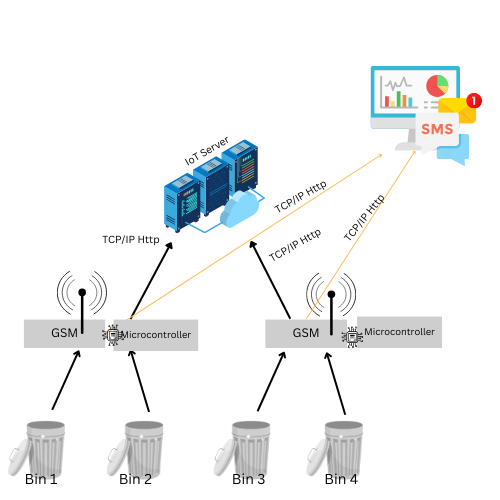 1
SMS
IoT Server
TCP/IP Http
TCP/IP Http
TCP/IP Http
TCP/IP Http
GSM
Microcontroller
GSM
Microcontroller
Bin 1
Bin 2
Bin 3
Bin 4